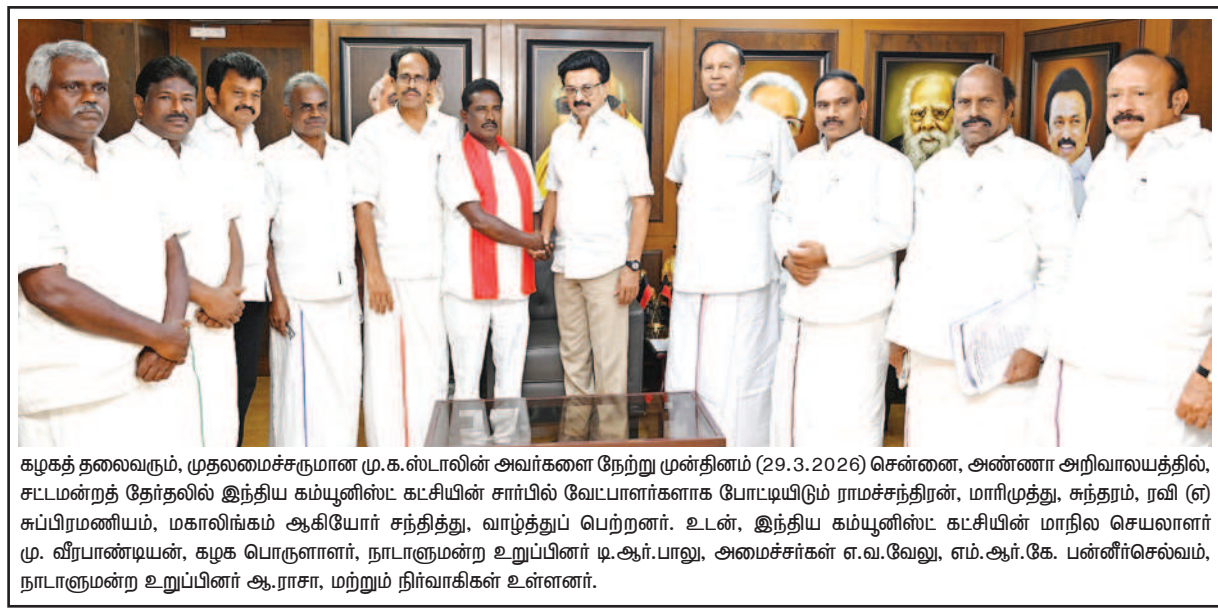 கழகத் தலைவரும், முதலமைச்சருமான மு.க.ஸ்டாலின் அவர்களை நேற்று முன்தினம் (29.3.2026) சென்னை, அண்ணா அறிவாலயத்தில்,
சட்டமன்றத் தேர்தலில் இந்திய கம்யூனிஸ்ட் கட்சியின் சார்பில் வேட்பாளர்களாக போட்டியிடும் ராமச்சந்திரன், மாரிமுத்து, சுந்தரம், ரவி (எ)
சுப்பிரமணியம், மகாலிங்கம் ஆகியோர் சந்தித்து, வாழ்த்துப் பெற்றனர். உடன், இந்திய கம்யூனிஸ்ட் கட்சியின் மாநில செயலாளர்
மு. வீரபாண்டியன், கழக பொருளாளர், நாடாளுமன்ற உறுப்பினர் டி.ஆர்.பாலு, அமைச்சர்கள் எ.வ.வேலு, எம்.ஆர்.கே. பன்னீர்செல்வம்,
நாடாளுமன்ற உறுப்பினர் ஆ.ராசா, மற்றும் நிர்வாகிகள் உள்ளனர்.